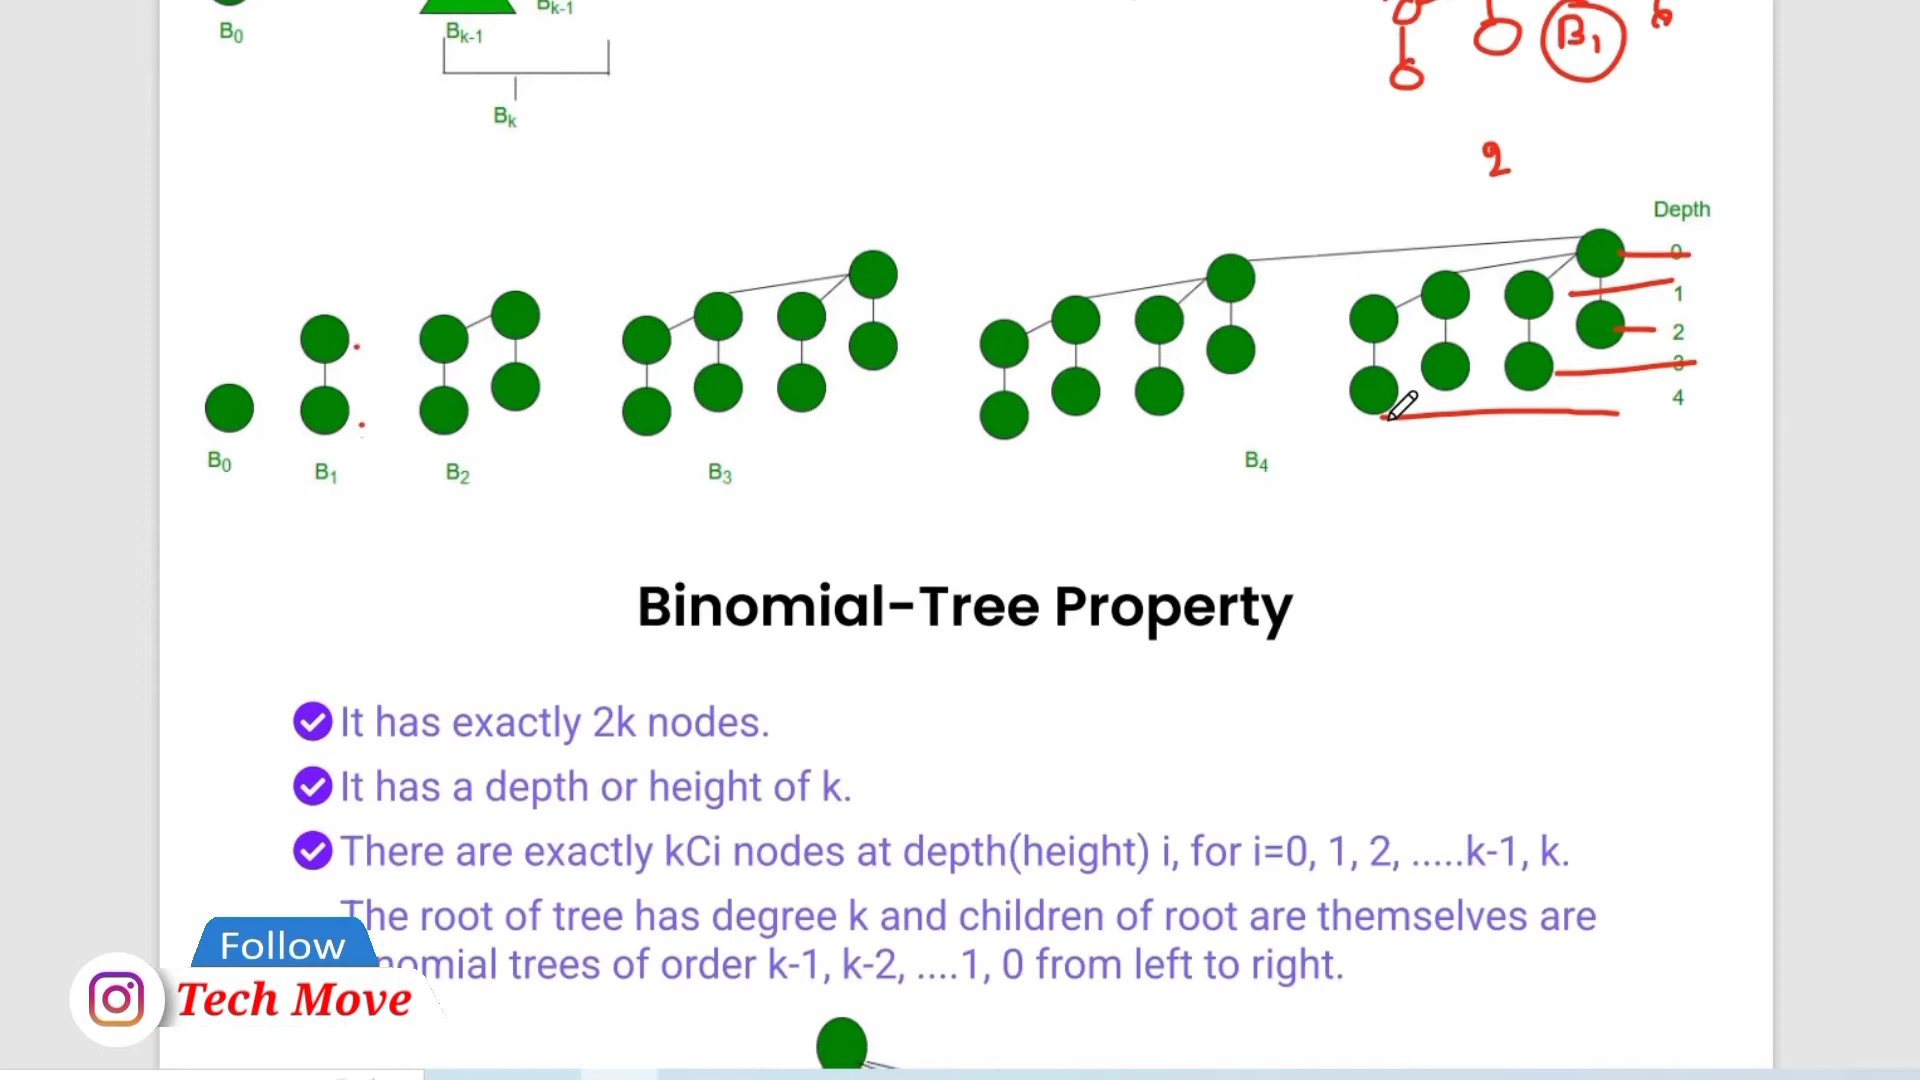 B0
Bk-1
Bk-1
B1
Bk
2
Depth
0
1
2
3
4
B0
B1
B2
B3
B4
Binomial-Tree Property
It has exactly 2k nodes.
It has a depth or height of k.
There are exactly kCi nodes at depth(height) i, for i=0, 1, 2, .....k-1, k.
The root of tree has degree k and children of root are themselves are
nomial trees of order k-1, k-2, ....1, 0 from left to right.
Follow
Tech Move